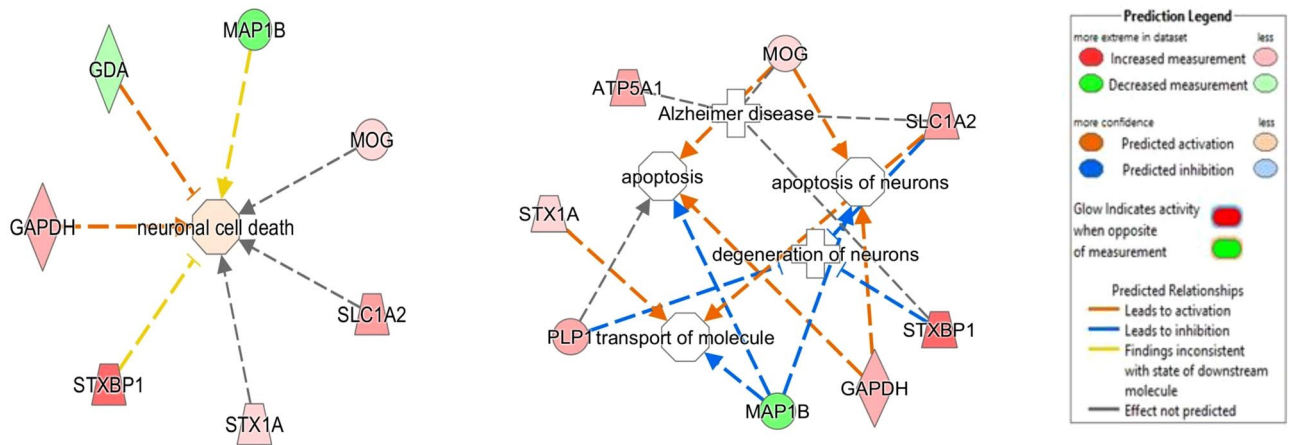 MAP1B
GDA
MOG
GAPDH
neuronal cell death
SLC1A2
STXBP1
STX1A
MOG
ATP5A1
Alzheimer disease
SLC1A2
apoptosis
apoptosis of neurons
STX1A
degeneration of neurons
PLP1
transport of molecule
STXBP1
GAPDH
MAP1B
Prediction Legend
more extreme in dataset less
Increased measurement
Decreased measurement
more confidence less
Predicted activation
Predicted inhibition
Glow Indicates activity
when opposite
of measurement
Predicted Relationships
Leads to activation
Leads to inhibition
Findings inconsistent
with state of downstream
molecule
Effect not predicted